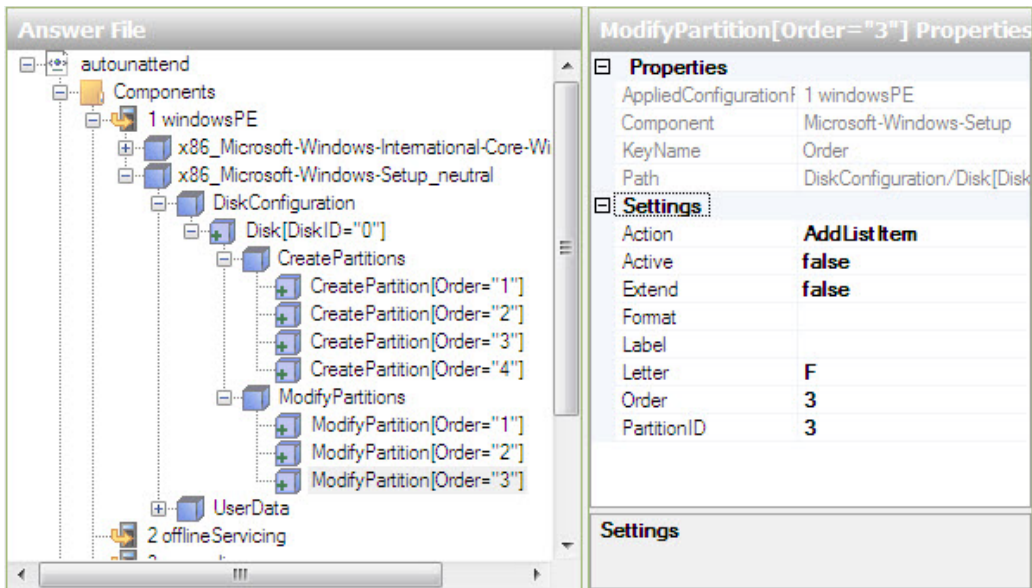 Answer File
autounattend
Components
1 windowsPE
x86_Microsoft-Windows-International-Core-Wi
x86_Microsoft-Windows-Setup_neutral
DiskConfiguration
Disk[DiskID="0"]
CreatePartitions
CreatePartition[Order="1"]
CreatePartition[Order="2"]
CreatePartition[Order="3"]
CreatePartition[Order="4"]
ModifyPartitions
ModifyPartition[Order="1"]
ModifyPartition[Order="2"]
ModifyPartition[Order="3"]
UserData
2 offlineServicing
ModifyPartition[Order="3"] Properties
Properties
AppliedConfigurationF 1 windowsPE
Component Microsoft-Windows-Setup
KeyName Order
Path DiskConfiguration/Disk[Disk
Settings
Action AddListItem
Active false
Extend false
Format
Label
Letter F
Order 3
PartitionID 3
Settings